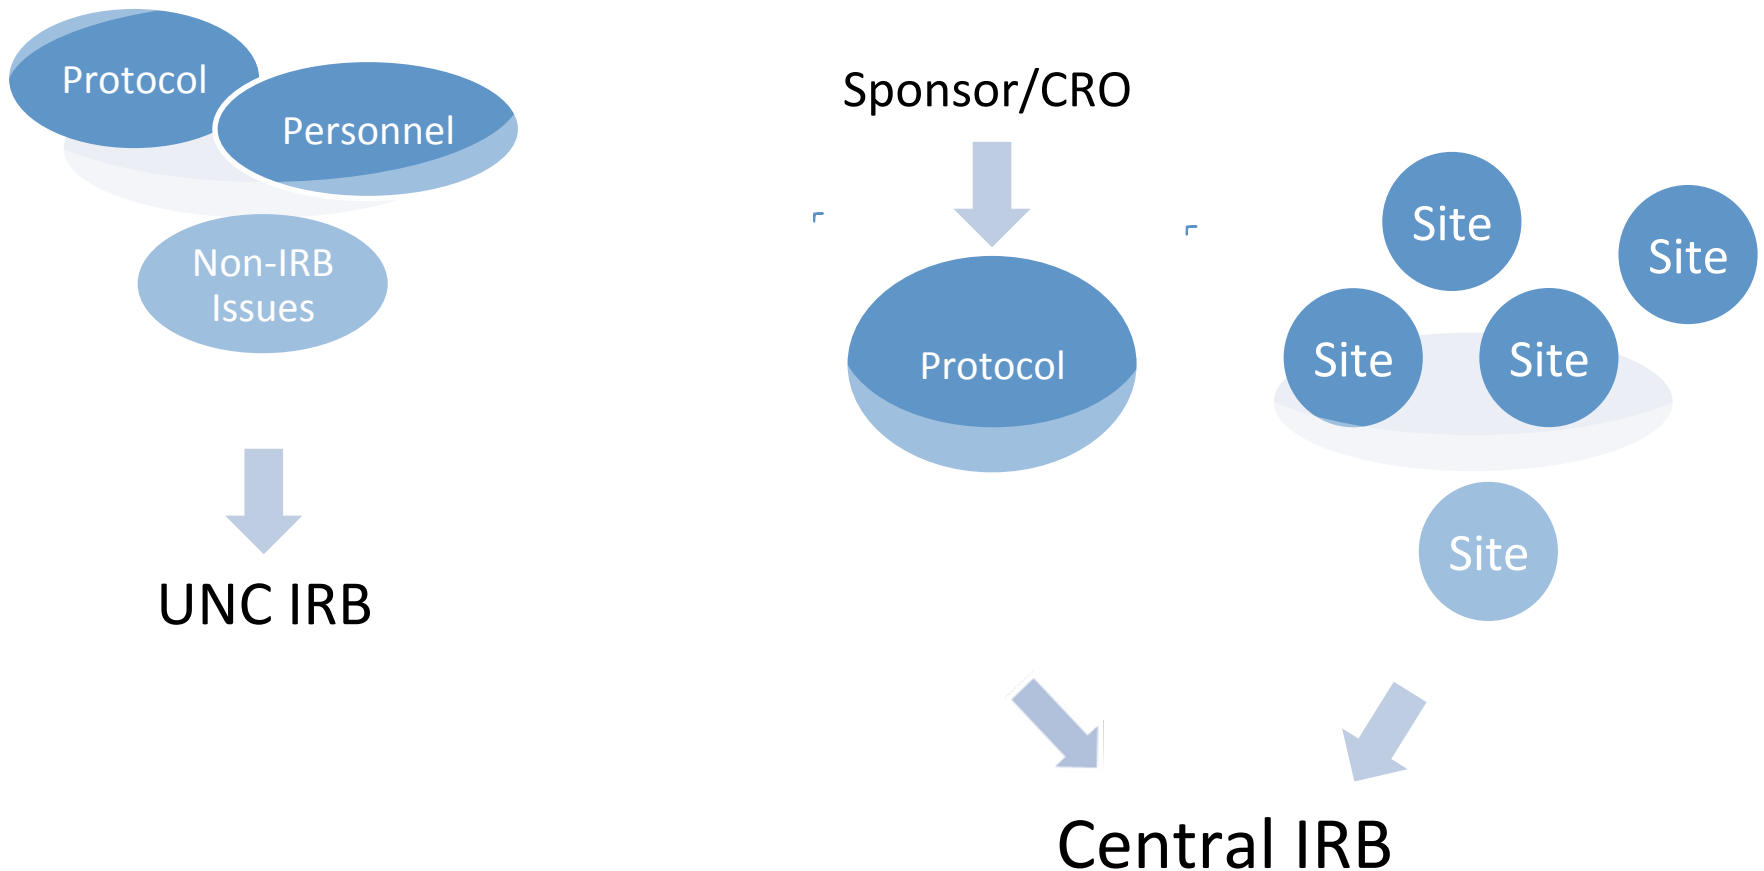 Protocol
Personnel
Non-IRB
Issues
UNC IRB
Sponsor/CRO
Protocol
Site
Site
Site
Site
Site
Central IRB